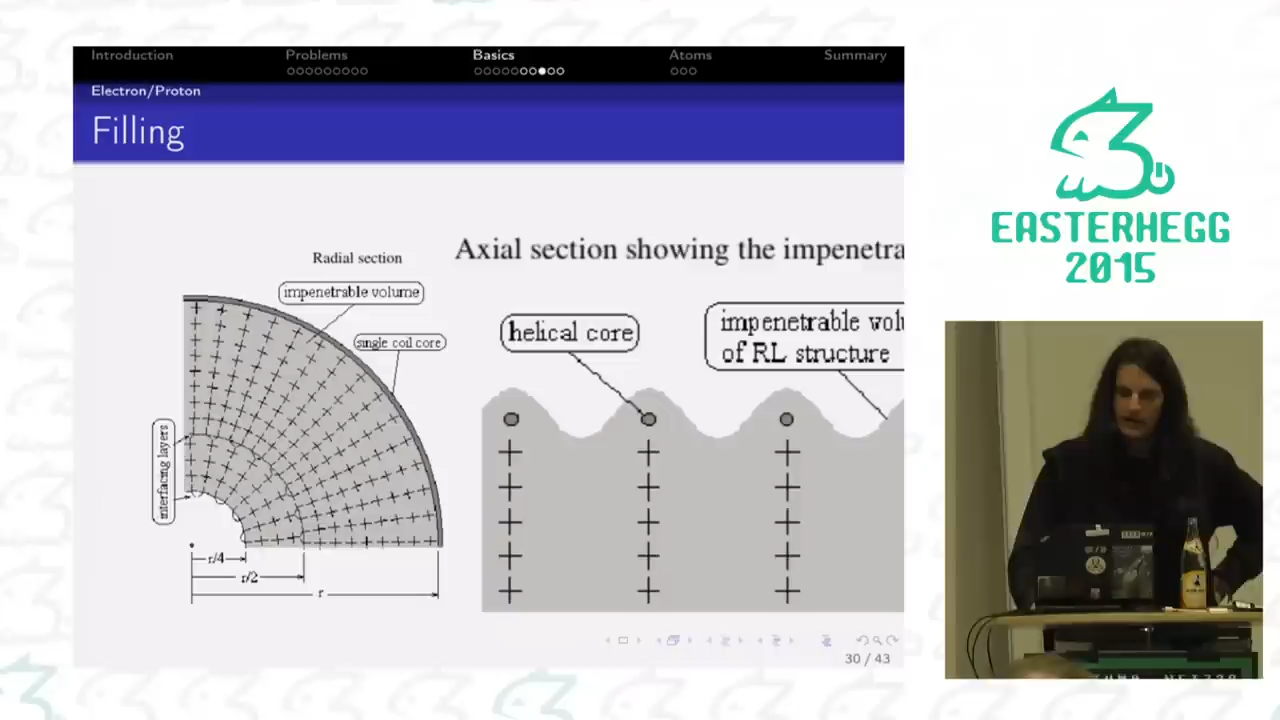 Introduction
Problems
Basics
Atoms
Summary
Electron/Proton
Filling
Radial section
impenetrable volume
single coil core
interfacing layers
r/4
r/2
r
Axial section showing the impenetra
helical core
impenetrable volu
of RL structure
30 / 43
EASTERHEGG
2015